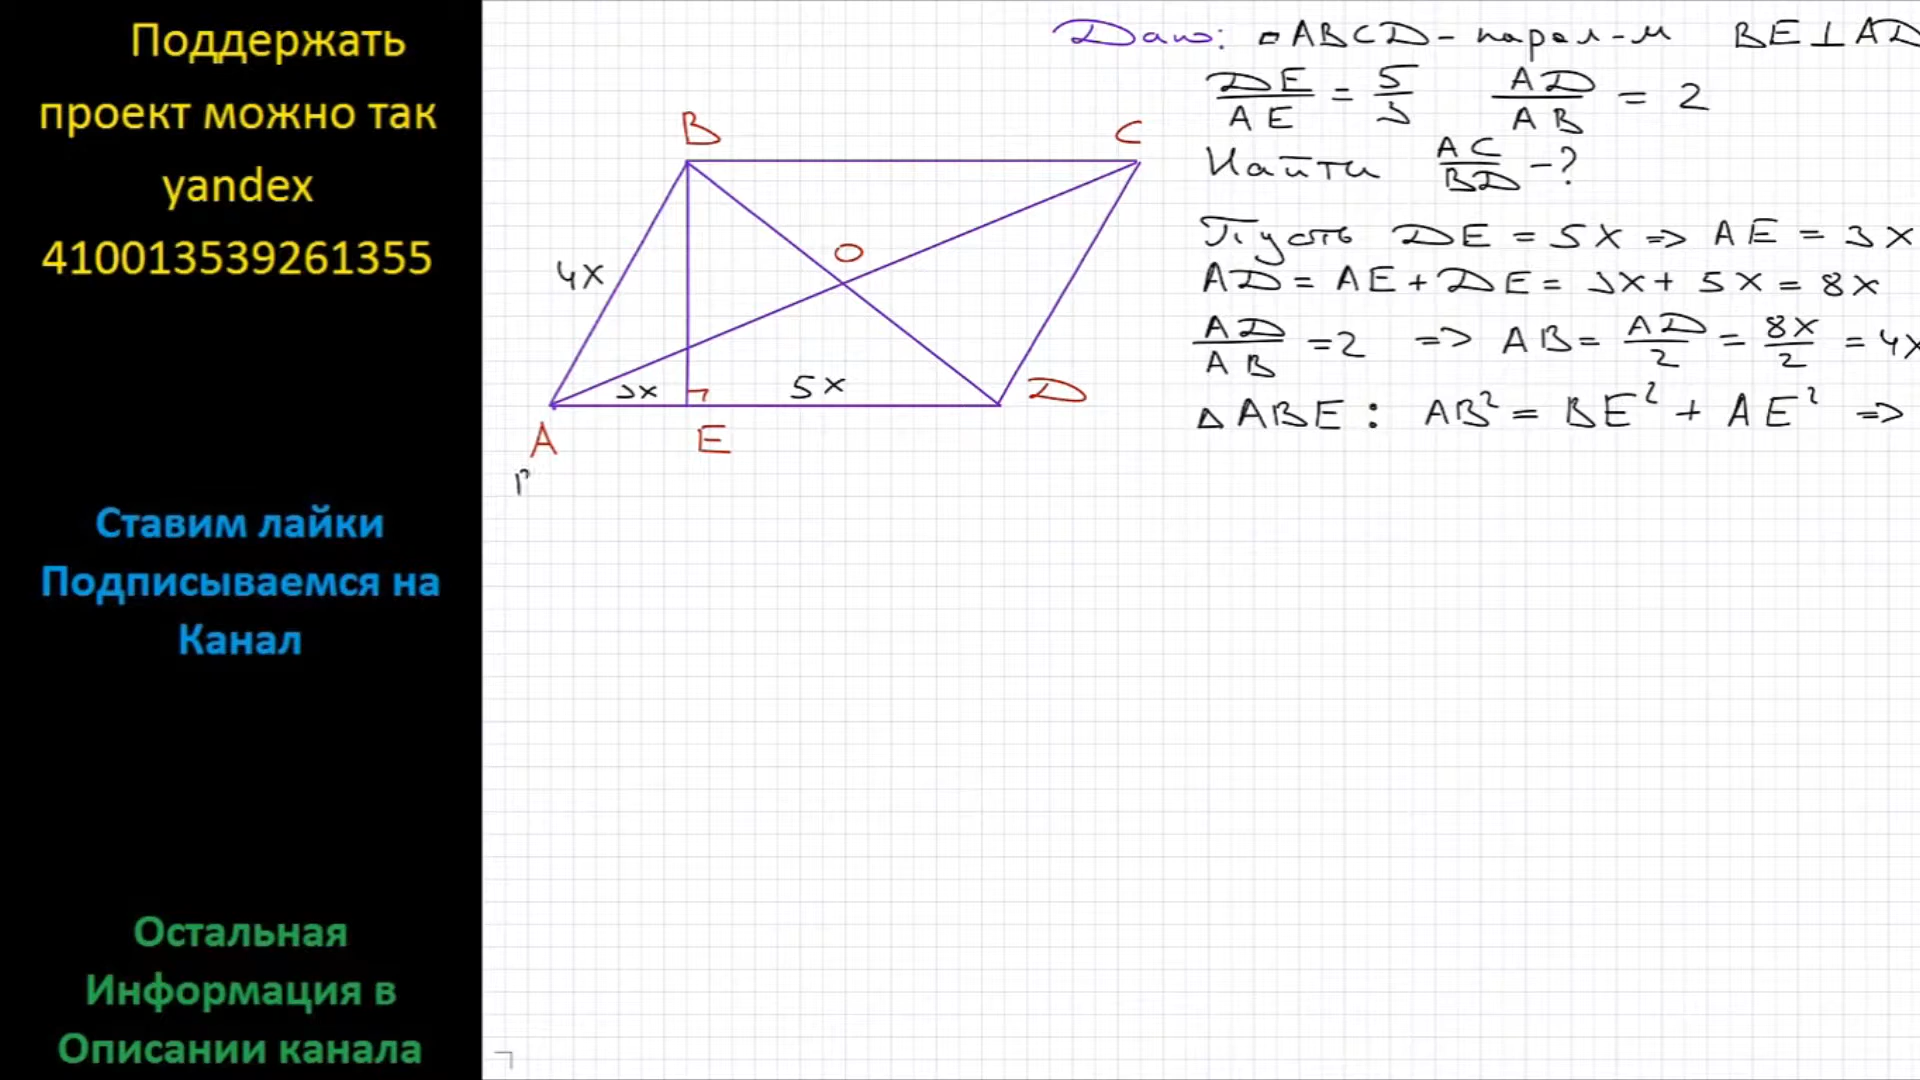 Поддержать
проект можно так
yandex
410013539261355
Ставим лайки
Подписываемся на
Канал
Остальная
Информация в
Описании канала
Дано: ▱ABCD - парал-м BE⊥AD
DE/AE = 5/3 AD/AB = 2
Найти AC/BD - ?
Пусть DE = 5x => AE = 3x
AD = AE + DE = 3x + 5x = 8x
AD/AB = 2 => AB = AD/2 = 8x/2 = 4x
△ABE: AB² = BE² + AE² =>
B
C
O
4x
3x
5x
D
A
E